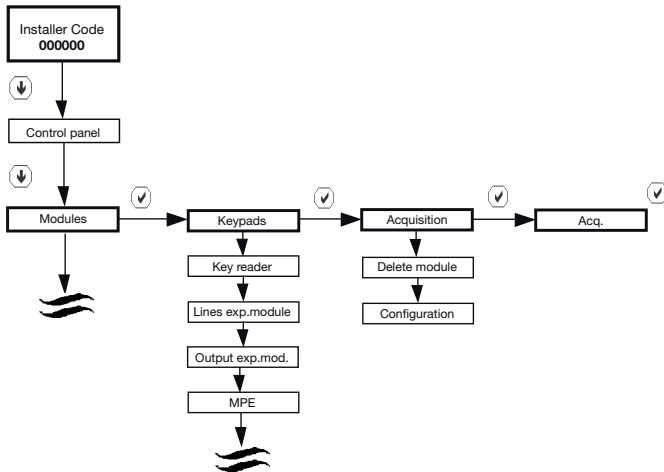 Installer Code
000000
Control panel
Modules
Keypads
Acquisition
Acq.
Key reader
Delete module
Lines exp.module
Configuration
Output exp.mod.
MPE